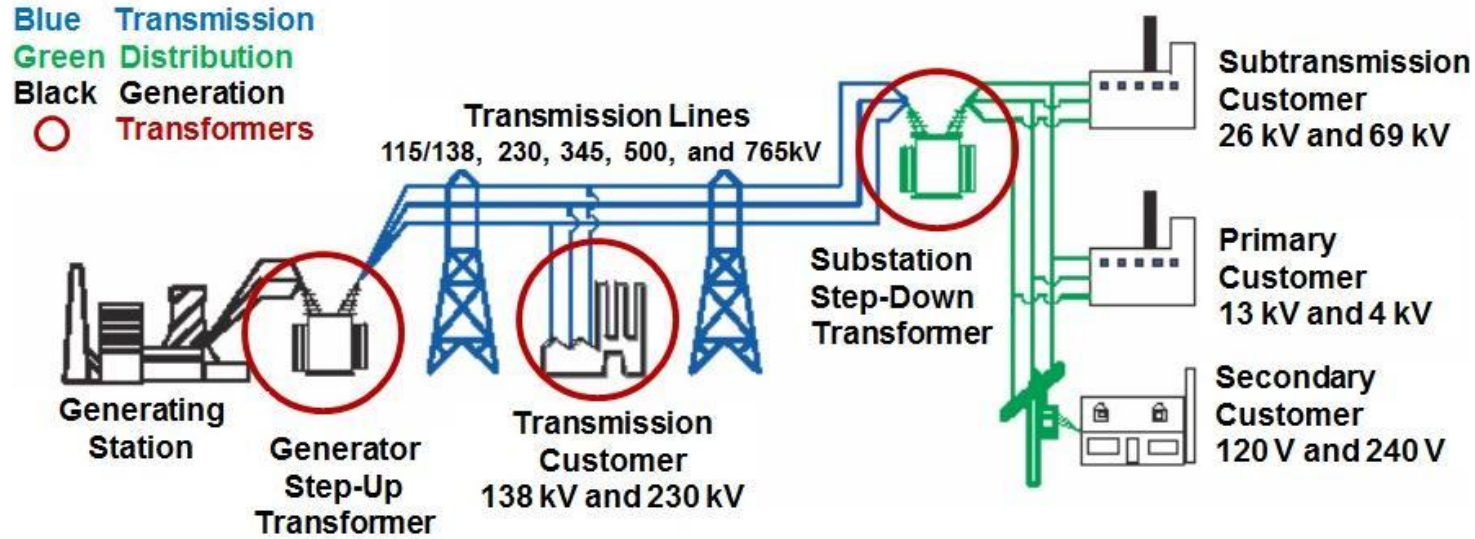 Blue Transmission
Green Distribution
Black Generation
Transformers
Transmission Lines
115/138, 230, 345, 500, and 765kV
Subtransmission
Customer
26 kV and 69 kV
Primary
Customer
13 kV and 4 kV
Substation
Step-Down
Transformer
Secondary
Customer
120 V and 240 V
Generating
Station
Generator
Step-Up
Transformer
Transmission
Customer
138 kV and 230 kV